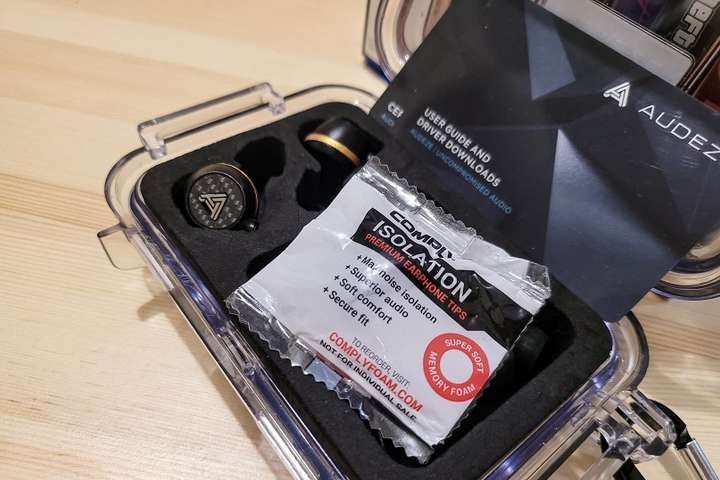 AUDEZ
USER GUIDE AND
DRIVER DOWNLOADS
AUDEZE | UNCOMPROMISED AUDIO
CE
COMPLY
ISOLATION
PREMIUM EARPHONE TIPS
+ Max noise isolation
+ Superior audio
+ Soft comfort
+ Secure fit
TO REORDER, VISIT:
COMPLYFOAM.COM
NOT FOR INDIVIDUAL SALE
SUPER SOFT
MEMORY FOAM